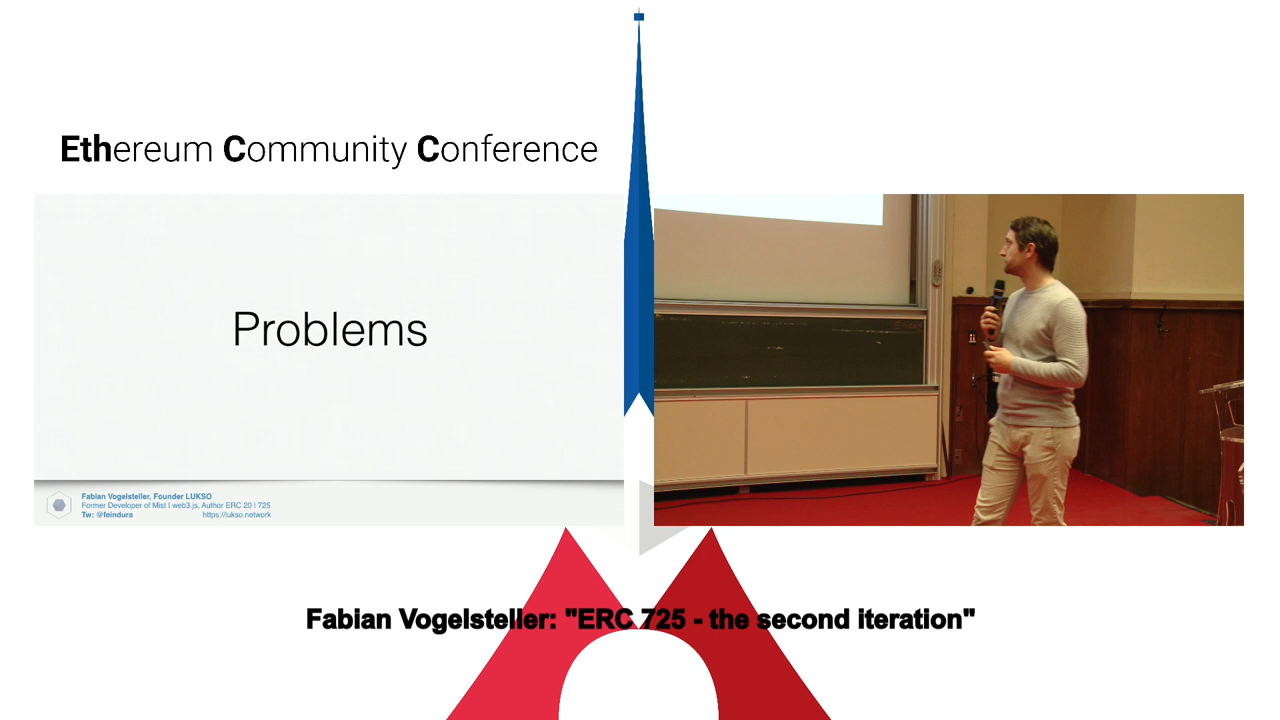 Ethereum Community Conference
Problems
Fabian Vogelsteller, Founder LUKSO
Former Developer of Mist | web3.js, Author ERC 20 | 725
Tw: @feindura https://lukso.network
Fabian Vogelsteller: "ERC 725 - the second iteration"